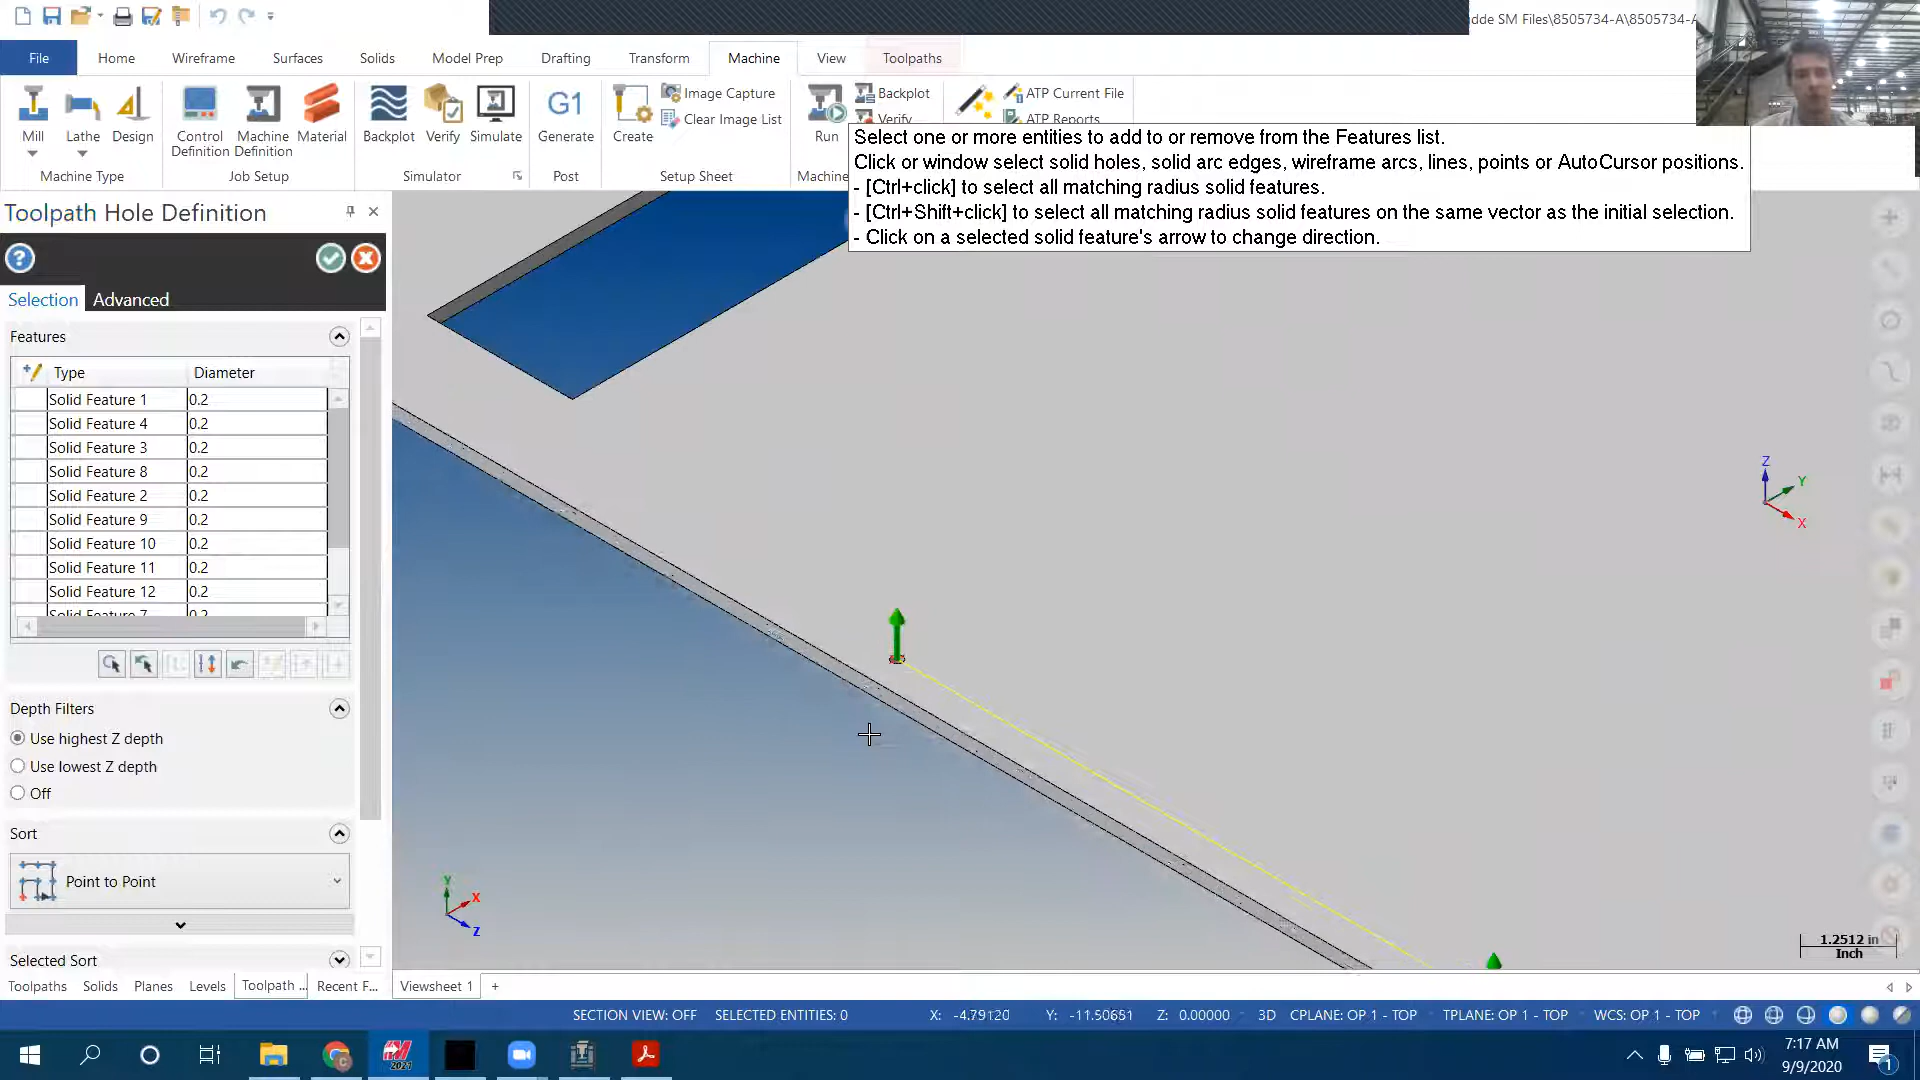 idde SM Files\8505734-A\8505734-A
File Home Wireframe Surfaces Solids Model Prep Drafting Transform Machine View Toolpaths
Mill Lathe Design
Machine Type
Control Definition Machine Definition Material
Job Setup
Backplot Verify Simulate
Simulator
G1 Generate
Post
Create Image Capture Clear Image List
Setup Sheet
Run Backplot Verify
Machine
ATP Current File
ATP Reports
Select one or more entities to add to or remove from the Features list.
Click or window select solid holes, solid arc edges, wireframe arcs, lines, points or AutoCursor positions.
- [Ctrl+click] to select all matching radius solid features.
- [Ctrl+Shift+click] to select all matching radius solid features on the same vector as the initial selection.
- Click on a selected solid feature's arrow to change direction.
Toolpath Hole Definition
Selection Advanced
Features
Type Diameter
Solid Feature 1 0.2
Solid Feature 4 0.2
Solid Feature 3 0.2
Solid Feature 8 0.2
Solid Feature 2 0.2
Solid Feature 9 0.2
Solid Feature 10 0.2
Solid Feature 11 0.2
Solid Feature 12 0.2
Solid Feature 7 0.2
Depth Filters
Use highest Z depth
Use lowest Z depth
Off
Sort
Point to Point
Selected Sort
Z Y X
Y X Z
1.2512 in
Inch
Toolpaths Solids Planes Levels Toolpath ... Recent F... Viewsheet 1 +
SECTION VIEW: OFF SELECTED ENTITIES: 0 X: -4.79120 Y: -11.50651 Z: 0.00000 3D CPLANE: OP 1 - TOP TPLANE: OP 1 - TOP WCS: OP 1 - TOP
2021
7:17 AM
9/9/2020
1